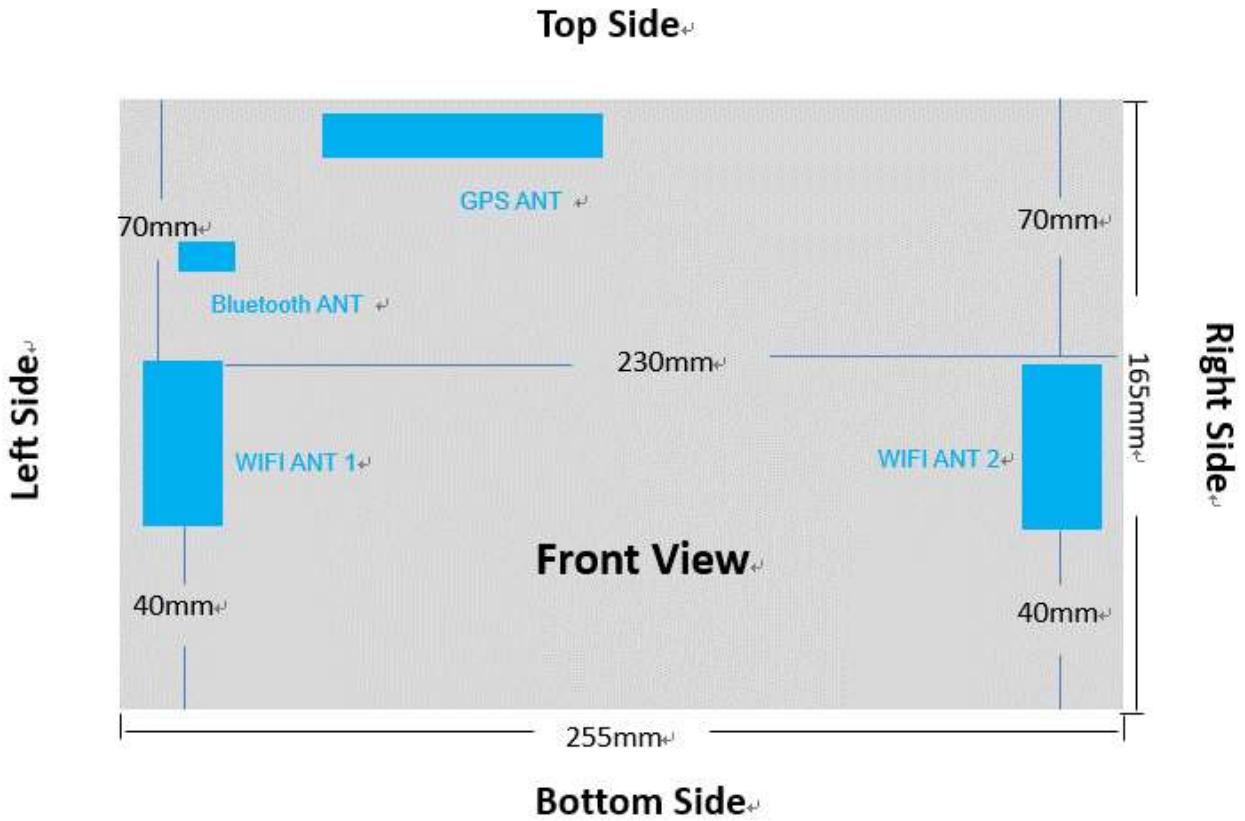 Top Side
GPS ANT
70mm
70mm
Bluetooth ANT
230mm
165mm
Left Side
Right Side
WIFI ANT 1
WIFI ANT 2
Front View
40mm
40mm
255mm
Bottom Side